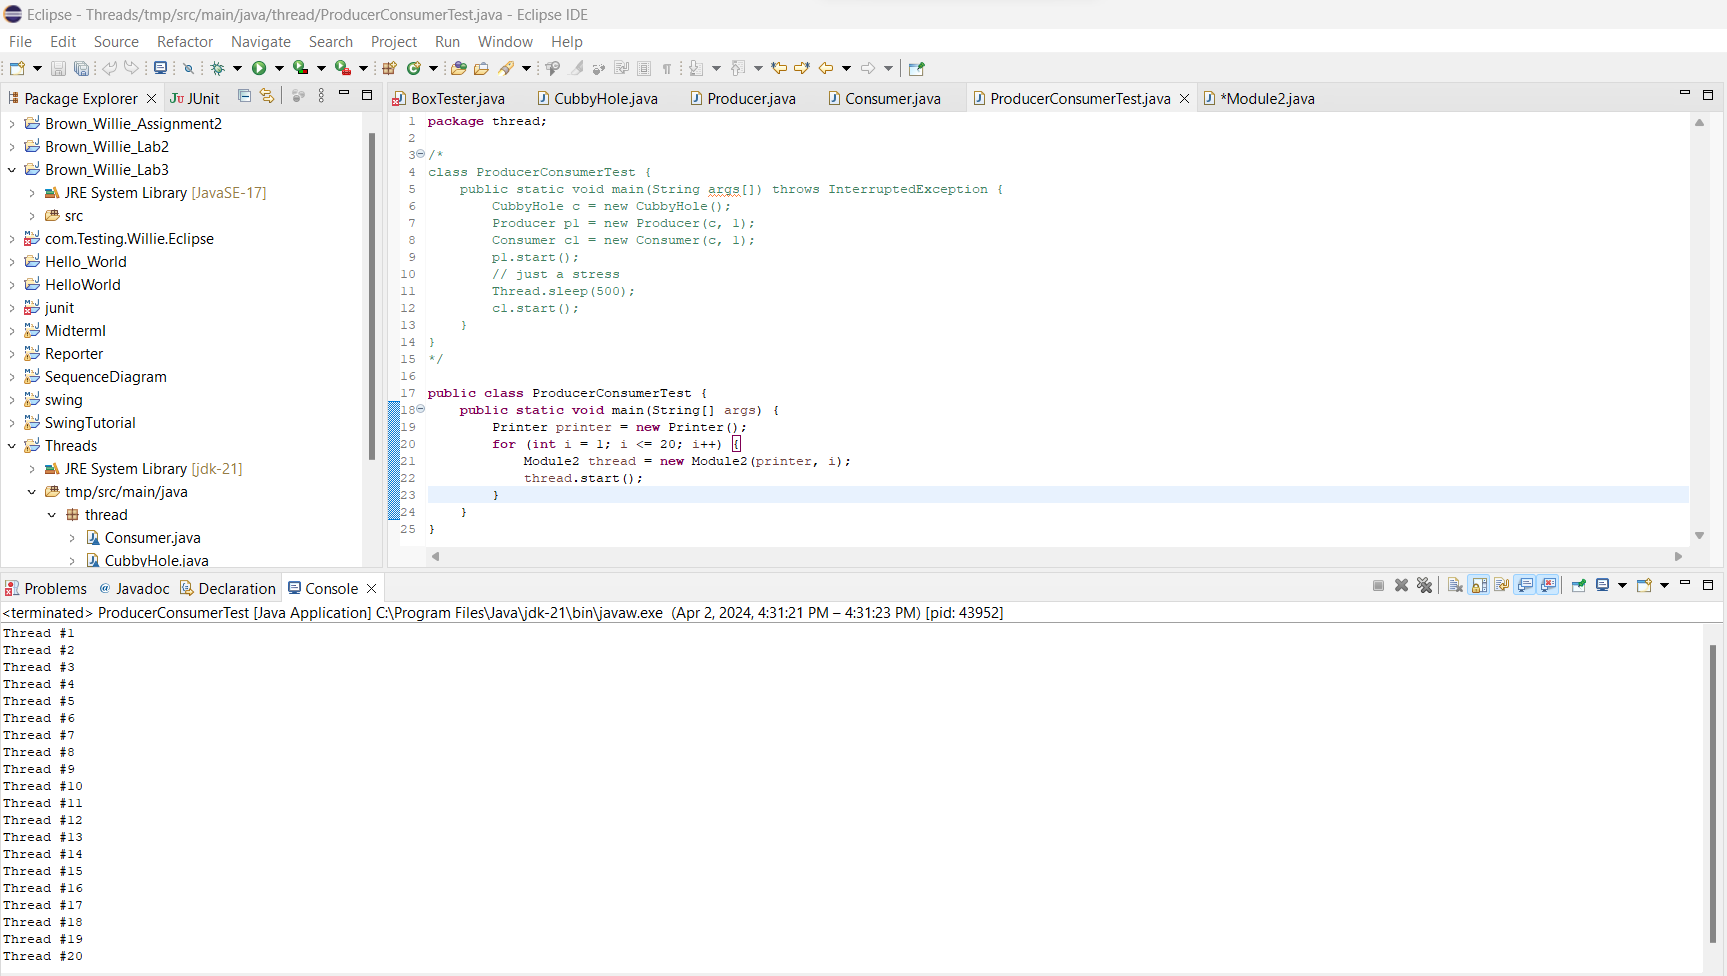 Eclipse - Threads/tmp/src/main/java/thread/ProducerConsumerTest.java - Eclipse IDE
File Edit Source Refactor Navigate Search Project Run Window Help
Package Explorer JUnit
Brown_Willie_Assignment2
Brown_Willie_Lab2
Brown_Willie_Lab3
JRE System Library [JavaSE-17]
src
com.Testing.Willie.Eclipse
Hello_World
HelloWorld
junit
MidtermI
Reporter
SequenceDiagram
swing
SwingTutorial
Threads
JRE System Library [jdk-21]
tmp/src/main/java
thread
Consumer.java
CubbyHole.java
BoxTester.java CubbyHole.java Producer.java Consumer.java ProducerConsumerTest.java *Module2.java
1 package thread;
2
3 /*
4 class ProducerConsumerTest {
5     public static void main(String args[]) throws InterruptedException {
6         CubbyHole c = new CubbyHole();
7         Producer p1 = new Producer(c, 1);
8         Consumer c1 = new Consumer(c, 1);
9         p1.start();
10         // just a stress
11         Thread.sleep(500);
12         c1.start();
13     }
14 }
15 */
16
17 public class ProducerConsumerTest {
18     public static void main(String[] args) {
19         Printer printer = new Printer();
20         for (int i = 1; i <= 20; i++) {
21             Module2 thread = new Module2(printer, i);
22             thread.start();
23         }
24     }
25 }
Problems Javadoc Declaration Console
<terminated> ProducerConsumerTest [Java Application] C:\Program Files\Java\jdk-21\bin\javaw.exe (Apr 2, 2024, 4:31:21 PM – 4:31:23 PM) [pid: 43952]
Thread #1
Thread #2
Thread #3
Thread #4
Thread #5
Thread #6
Thread #7
Thread #8
Thread #9
Thread #10
Thread #11
Thread #12
Thread #13
Thread #14
Thread #15
Thread #16
Thread #17
Thread #18
Thread #19
Thread #20